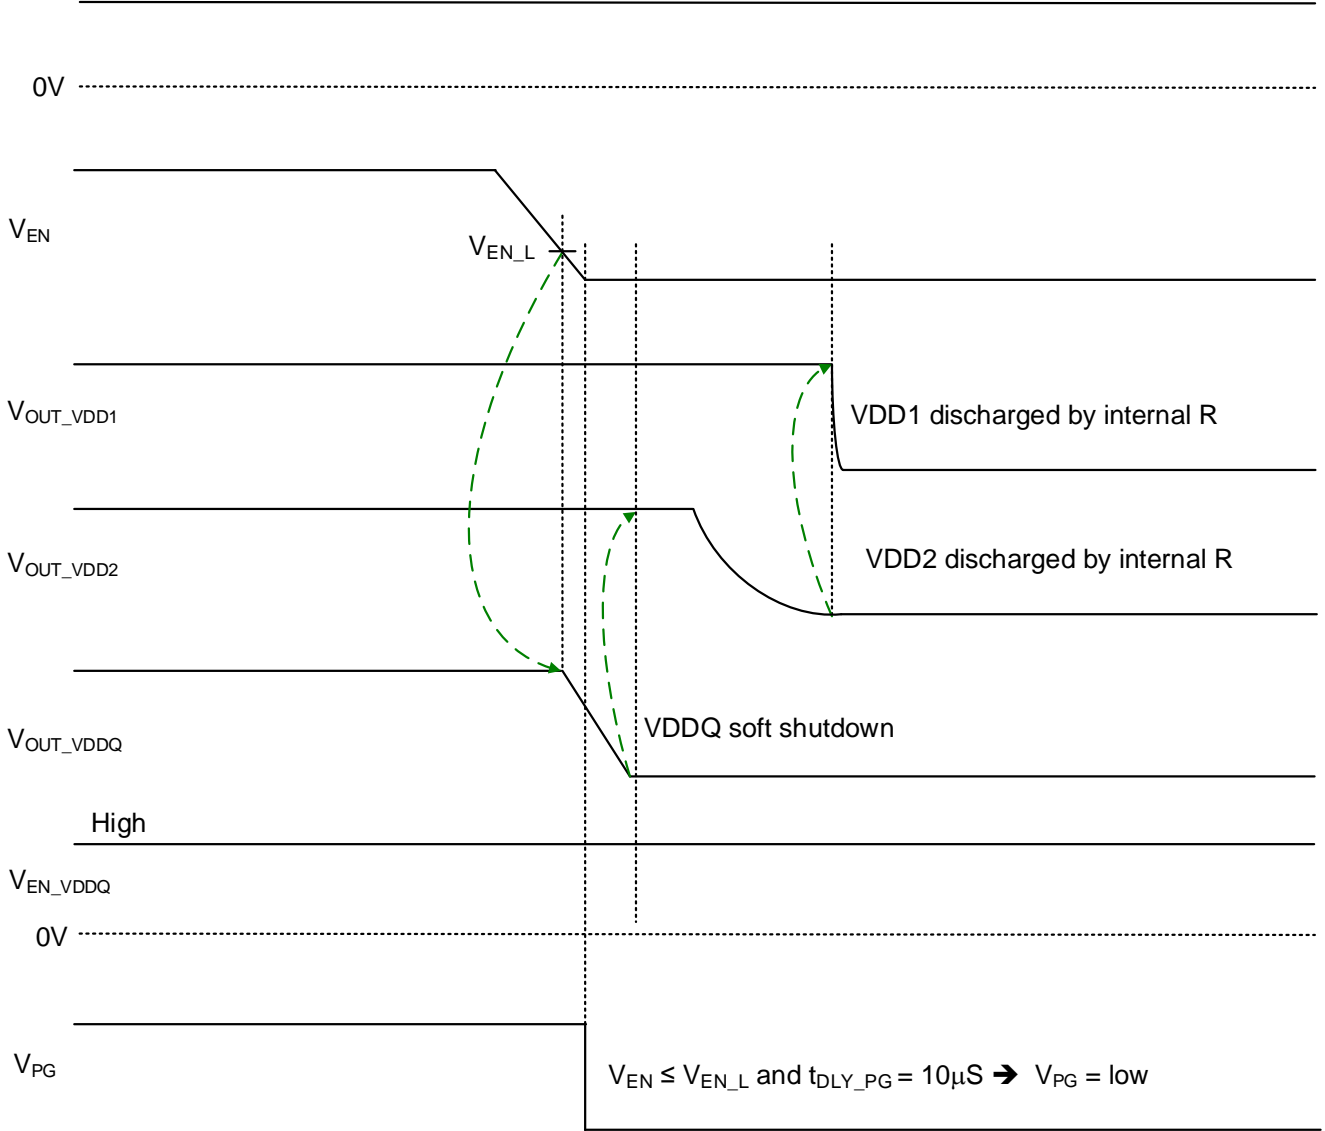 0V
V_EN
V_EN_L
V_OUT_VDD1
VDD1 discharged by internal R
V_OUT_VDD2
VDD2 discharged by internal R
V_OUT_VDDQ
VDDQ soft shutdown
High
V_EN_VDDQ
0V
V_PG
V_EN ≤ V_EN_L and t_DLY_PG = 10μS ➔ V_PG = low